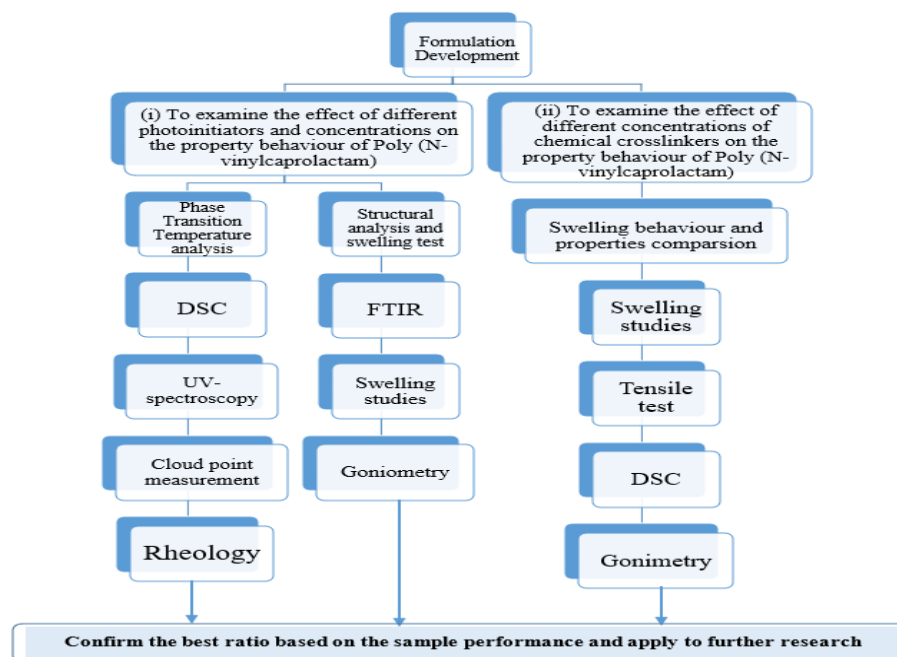 Formulation
Development
(i) To examine the effect of different
photoinitiators and concentrations on
the property behaviour of Poly (N-
vinylcaprolactam)
(ii) To examine the effect of
different concentrations of
chemical crosslinkers on the
property behaviour of Poly (N-
vinylcaprolactam)
Phase
Transition
Temperature
analysis
Structural
analysis and
swelling test
Swelling behaviour and
properties comparsion
DSC
FTIR
Swelling
studies
UV-
spectroscopy
Swelling
studies
Tensile
test
Cloud point
measurement
Goniometry
DSC
Rheology
Gonimetry
Confirm the best ratio based on the sample performance and apply to further research